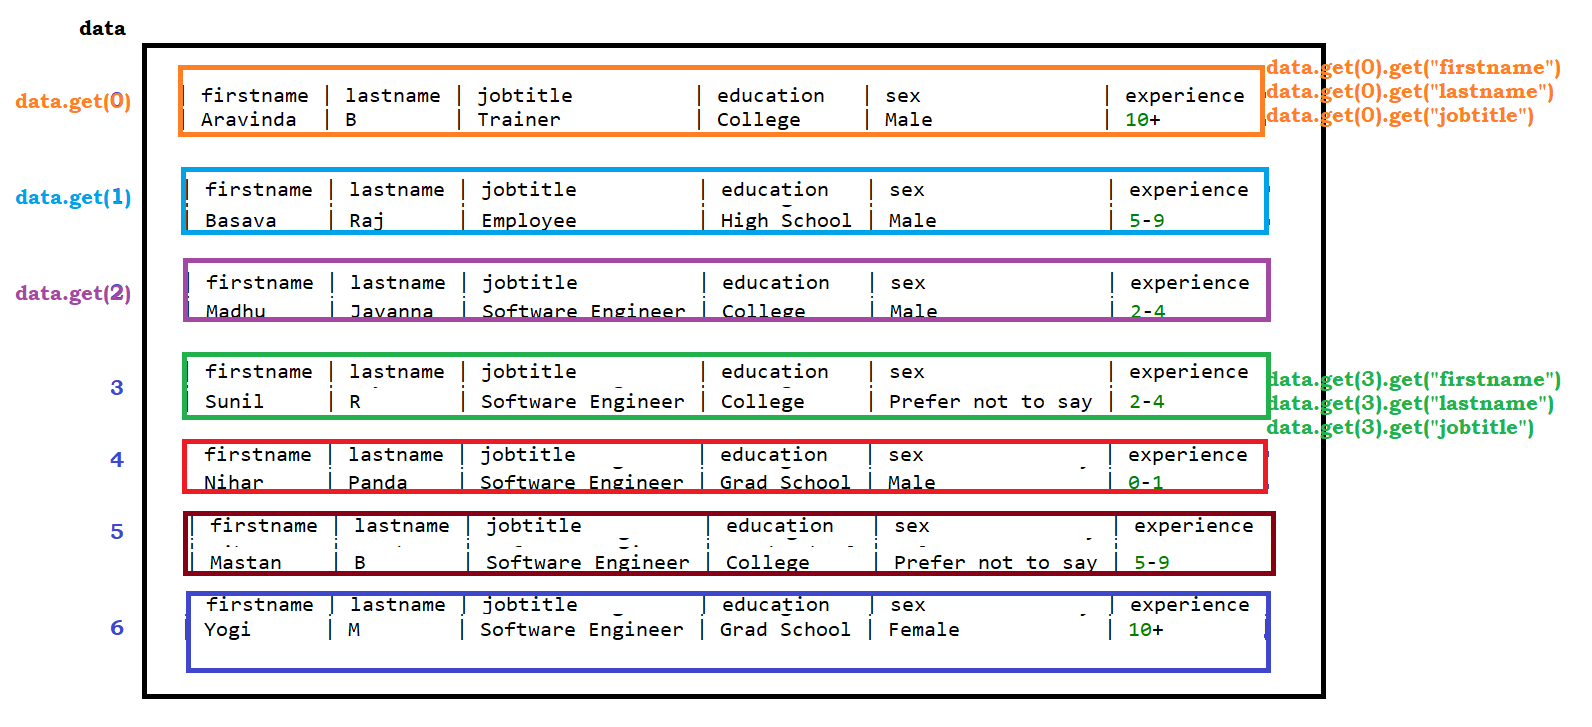 data
data.get(0)
| firstname | lastname | jobtitle | education | sex | experience
| Aravinda | B | Trainer | College | Male | 10+
data.get(0).get("firstname")
data.get(0).get("lastname")
data.get(0).get("jobtitle")
data.get(1)
| firstname | lastname | jobtitle | education | sex | experience
| Basava | Raj | Employee | High School | Male | 5-9
data.get(2)
| firstname | lastname | jobtitle | education | sex | experience
| Madhu | Javanna | Software Engineer | College | Male | 2-4
3
| firstname | lastname | jobtitle | education | sex | experience
| Sunil | R | Software Engineer | College | Prefer not to say | 2-4
data.get(3).get("firstname")
data.get(3).get("lastname")
data.get(3).get("jobtitle")
4
firstname | lastname | jobtitle | education | sex | experience
Nihar | Panda | Software Engineer | Grad School | Male | 0-1
5
| firstname | lastname | jobtitle | education | sex | experience
| Mastan | B | Software Engineer | College | Prefer not to say | 5-9
6
firstname | lastname | jobtitle | education | sex | experience
| Yogi | M | Software Engineer | Grad School | Female | 10+ |